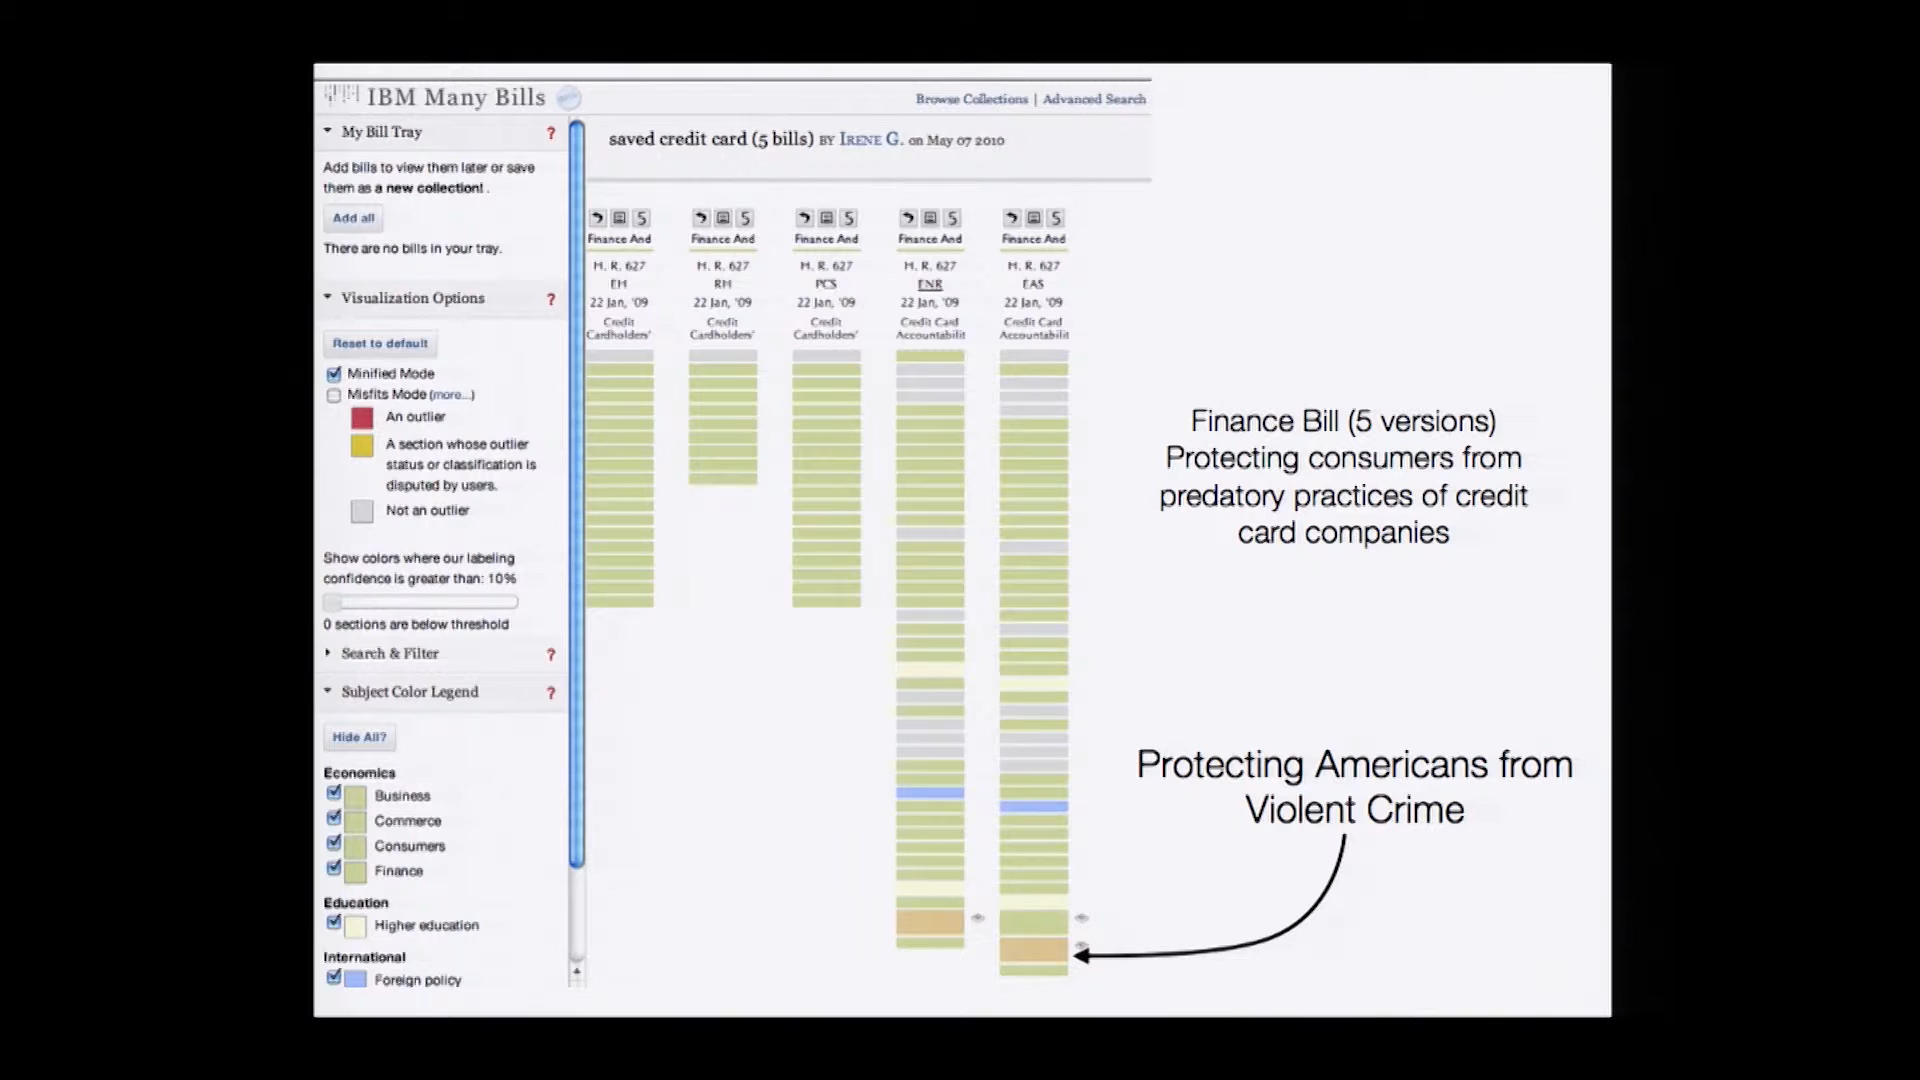 IBM Many Bills
Browse Collections | Advanced Search
My Bill Tray ?
Add bills to view them later or save
them as a new collection! .
Add all
There are no bills in your tray.
Visualization Options ?
Reset to default
Minified Mode
Misfits Mode (more...)
An outlier
A section whose outlier
status or classification is
disputed by users.
Not an outlier
Show colors where our labeling
confidence is greater than: 10%
0 sections are below threshold
Search & Filter ?
Subject Color Legend ?
Hide All?
Economics
Business
Commerce
Consumers
Finance
Education
Higher education
International
Foreign policy
saved credit card (5 bills) BY IRENE G. on May 07 2010
5 5 5 5 5
Finance And Finance And Finance And Finance And Finance And
H. R. 627 H. R. 627 H. R. 627 H. R. 627 H. R. 627
EH RH PCS ENR EAS
22 Jan, '09 22 Jan, '09 22 Jan, '09 22 Jan, '09 22 Jan, '09
Credit Credit Credit Credit Card Credit Card
Cardholders' Cardholders' Cardholders' Accountabilit Accountabilit
Finance Bill (5 versions)
Protecting consumers from
predatory practices of credit
card companies
Protecting Americans from
Violent Crime